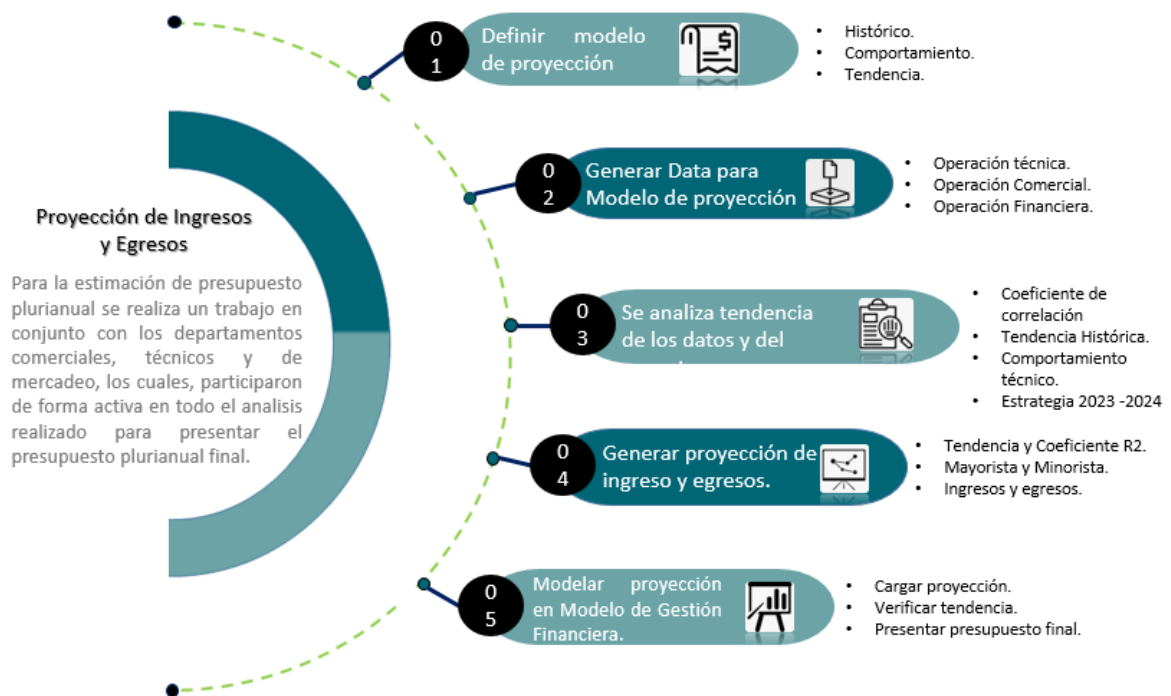 Proyección de Ingresos
y Egresos
Para la estimación de presupuesto
plurianual se realiza un trabajo en
conjunto con los departamentos
comerciales, técnicos y de
mercadeo, los cuales, participaron
de forma activa en todo el analisis
realizado para presentar el
presupuesto plurianual final.
0
1
Definir modelo
de proyección
• Histórico.
• Comportamiento.
• Tendencia.
0
2
Generar Data para
Modelo de proyección
• Operación técnica.
• Operación Comercial.
• Operación Financiera.
0
3
Se analiza tendencia
de los datos y del
• Coeficiente de
correlación
• Tendencia Histórica.
• Comportamiento
técnico.
• Estrategia 2023 -2024
0
4
Generar proyección de
ingreso y egresos.
• Tendencia y Coeficiente R2.
• Mayorista y Minorista.
• Ingresos y egresos.
0
5
Modelar proyección
en Modelo de Gestión
Financiera.
• Cargar proyección.
• Verificar tendencia.
• Presentar presupuesto final.